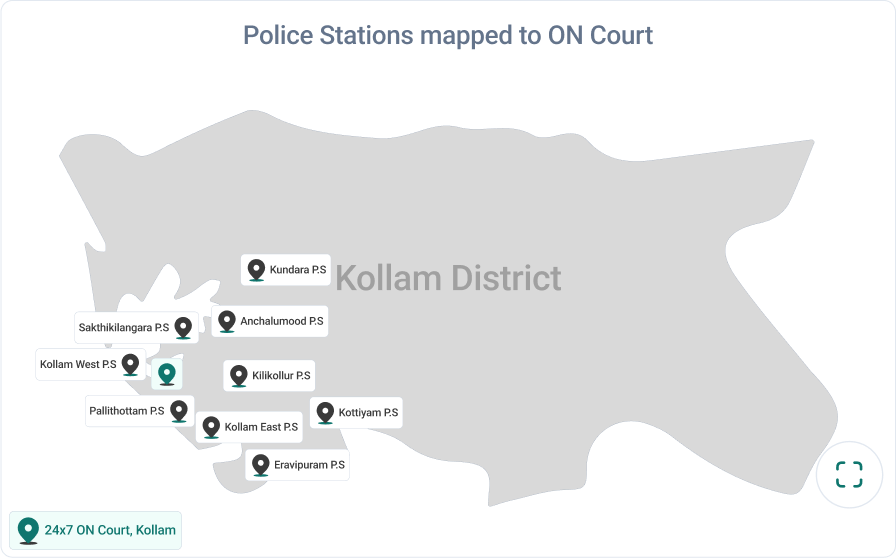 Police Stations mapped to ON Court
Kundara P.S
Kollam District
Sakthikilangara P.S
Anchalumood P.S
Kollam West P.S
Kilikollur P.S
Pallithottam P.S
Kottiyam P.S
Kollam East P.S
Eravipuram P.S
24x7 ON Court, Kollam